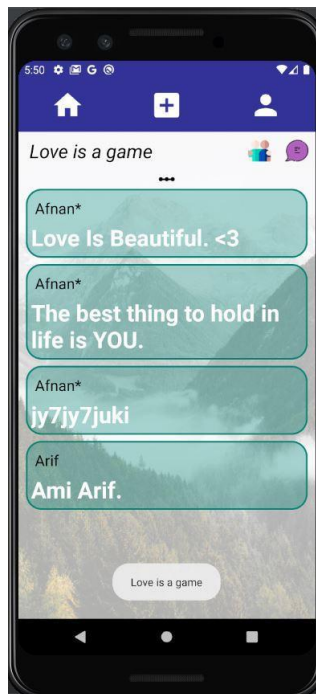 5:50
Love is a game
Afnan*
Love Is Beautiful. <3
Afnan*
The best thing to hold in
life is YOU.
Afnan*
jy7jy7juki
Arif
Ami Arif.
Love is a game